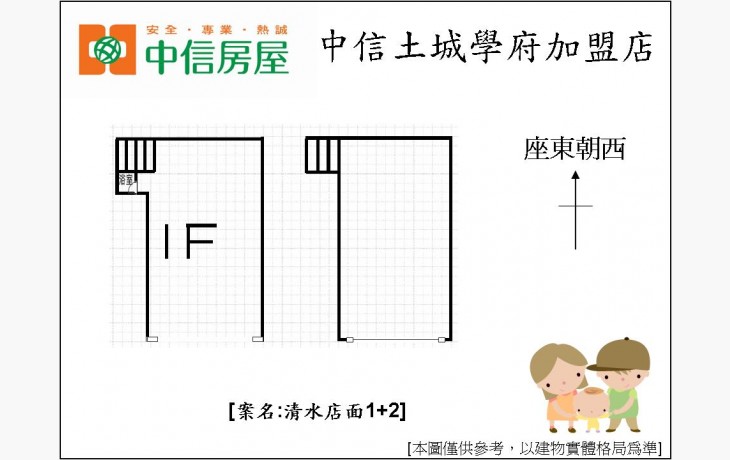 安全・專業・熱誠
中信房屋
中信土城學府加盟店
座東朝西
浴室
1F
[案名:清水店面1+2]
[本圖僅供參考，以建物實體格局為準]